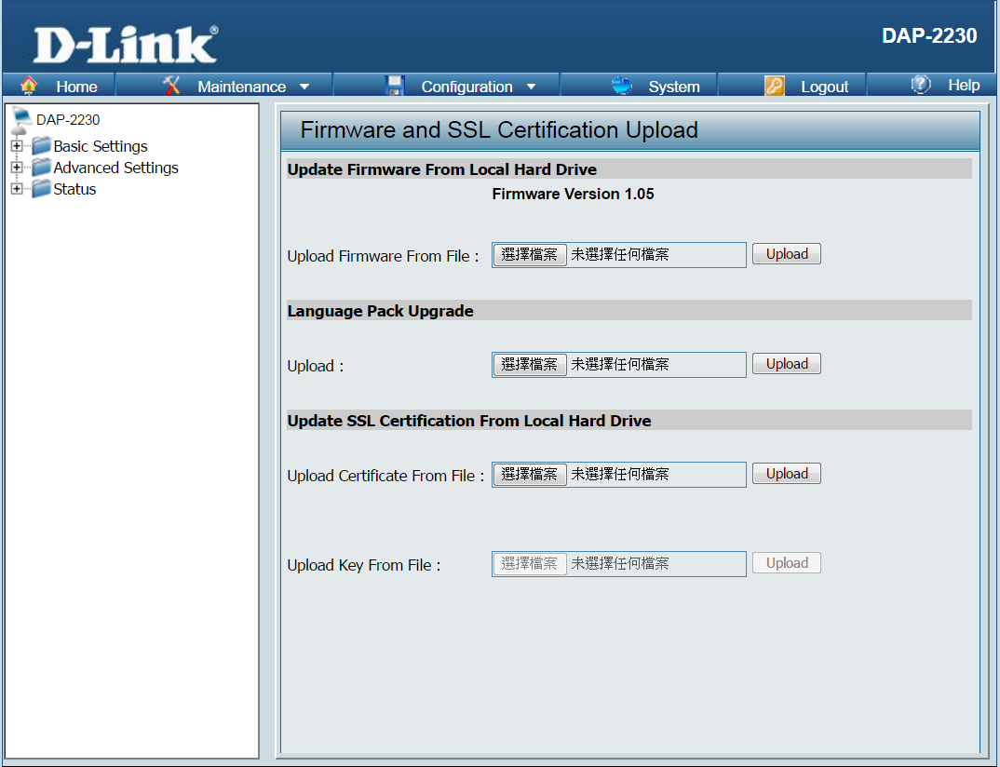 D-Link®
DAP-2230
Home Maintenance Configuration System Logout Help
DAP-2230
Basic Settings
Advanced Settings
Status
Firmware and SSL Certification Upload
Update Firmware From Local Hard Drive
Firmware Version 1.05
Upload Firmware From File : 選擇檔案 未選擇任何檔案 Upload
Language Pack Upgrade
Upload : 選擇檔案 未選擇任何檔案 Upload
Update SSL Certification From Local Hard Drive
Upload Certificate From File : 選擇檔案 未選擇任何檔案 Upload
Upload Key From File : 選擇檔案 未選擇任何檔案 Upload